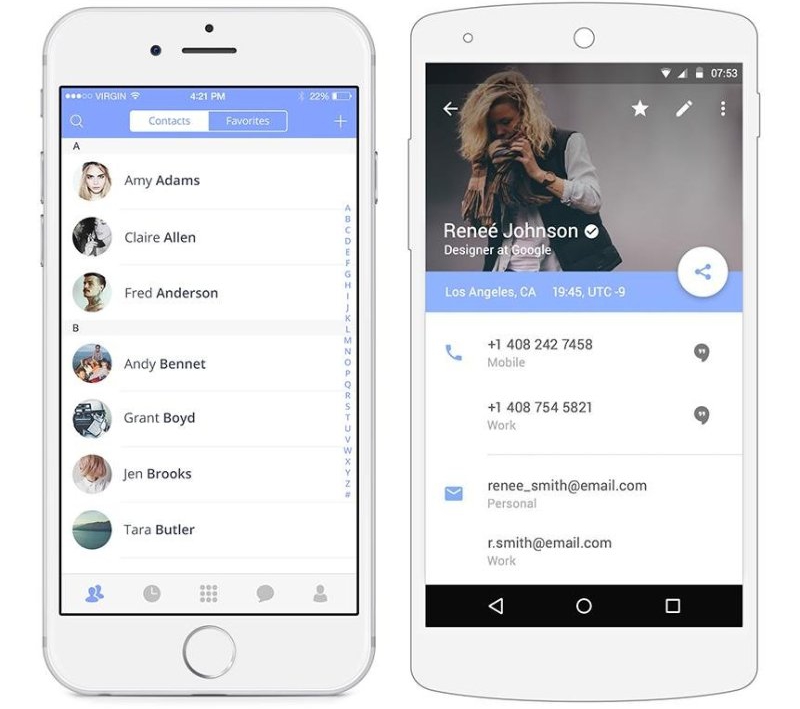 VIRGIN 4:21 PM 22%
Contacts Favorites
A
Amy Adams
Claire Allen
Fred Anderson
B
Andy Bennet
Grant Boyd
Jen Brooks
Tara Butler
A
B
C
D
E
F
G
H
I
J
K
L
M
N
O
P
Q
R
S
T
U
V
W
X
Y
Z
#
07:53
Reneé Johnson
Designer at Google
Los Angeles, CA 19:45, UTC -9
+1 408 242 7458
Mobile
+1 408 754 5821
Work
renee_smith@email.com
Personal
r.smith@email.com
Work